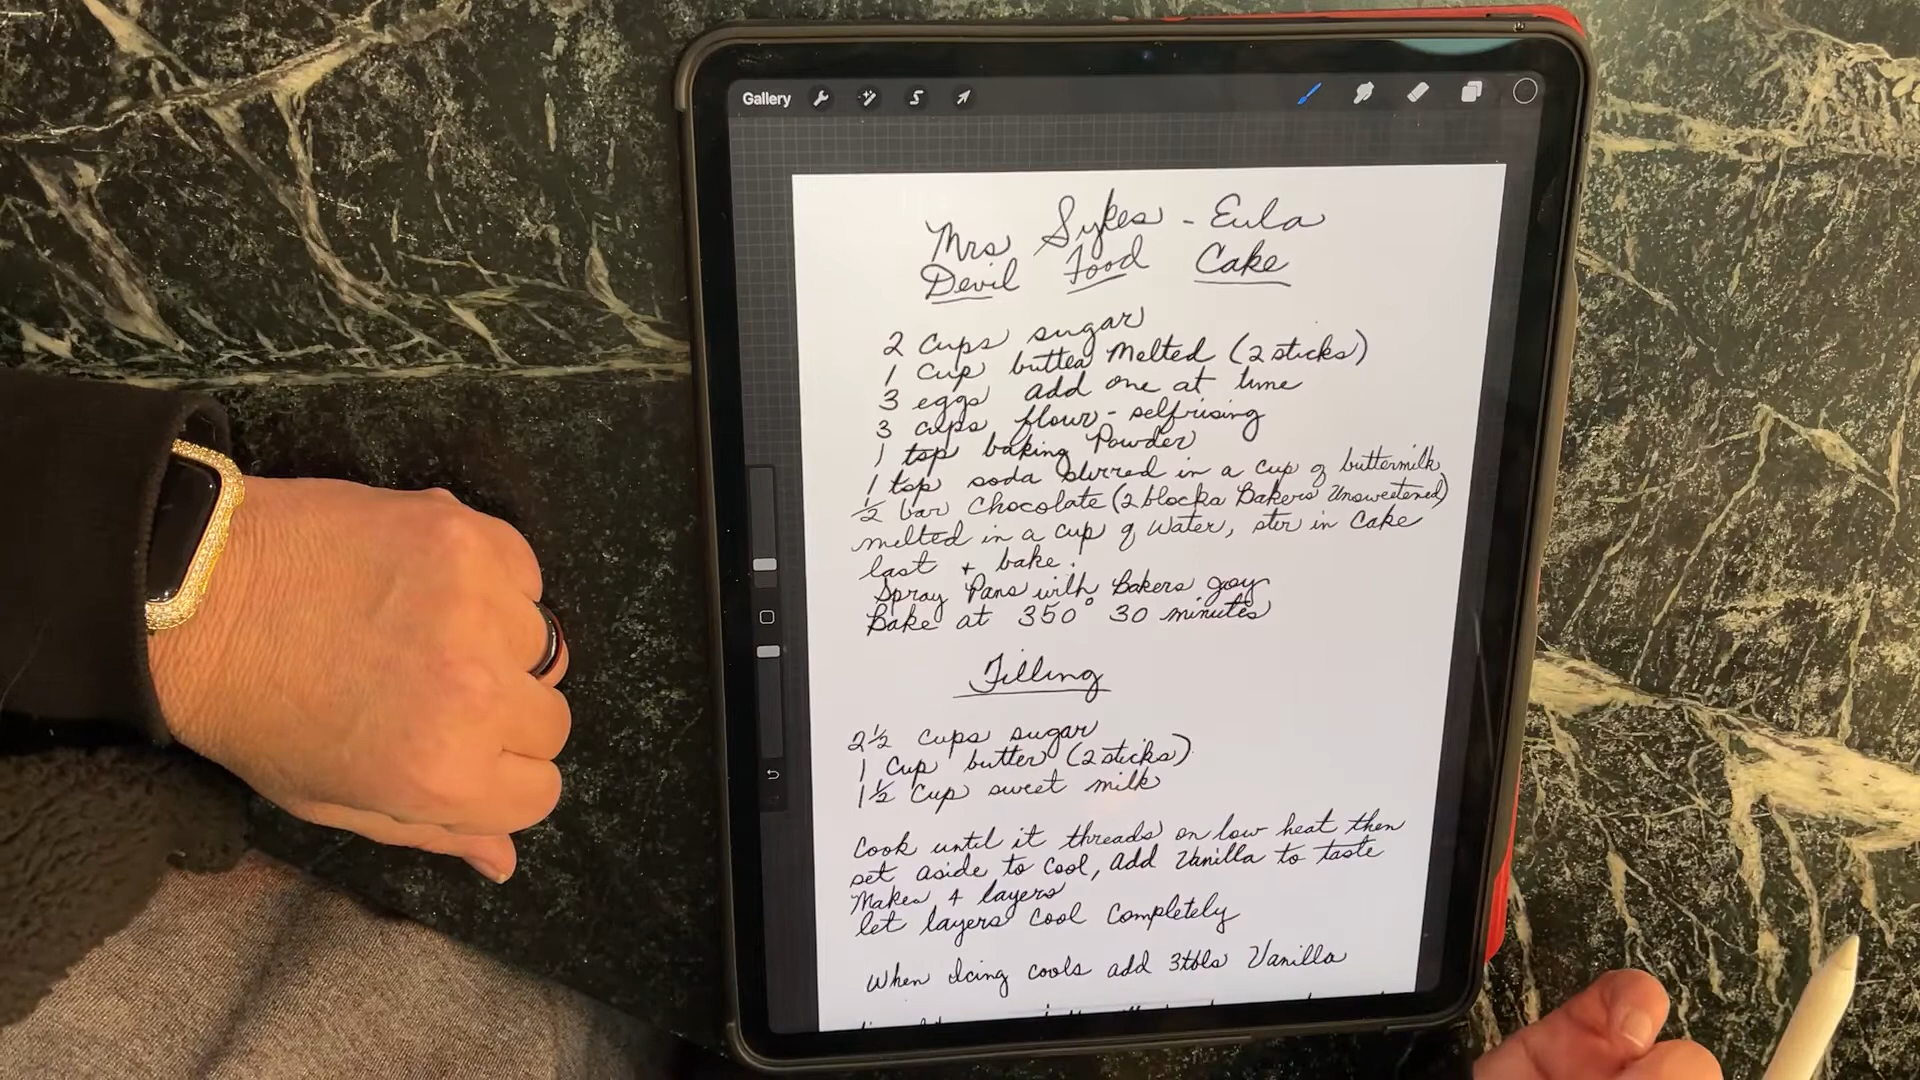 Gallery
Mrs Sykes - Eula
Devil Food Cake
2 cups sugar
1 cup butter Melted (2 sticks)
3 eggs add one at time
3 cups flour - selfrising
1 tsp baking Powder
1 tsp soda stirred in a cup of buttermilk
1/2 bar Chocolate (2 blocks Bakers Unsweetened)
melted in a cup of water, stir in Cake
last + bake.
Spray Pans with Bakers joy
Bake at 350° 30 minutes
Filling
2 1/2 cups sugar
1 Cup butter (2 sticks)
1 1/2 Cup sweet milk
Cook until it threads on low heat then
set aside to cool, add Vanilla to taste
Makes 4 layers
let layers cool completely
When Icing cools add 3tbls Vanilla